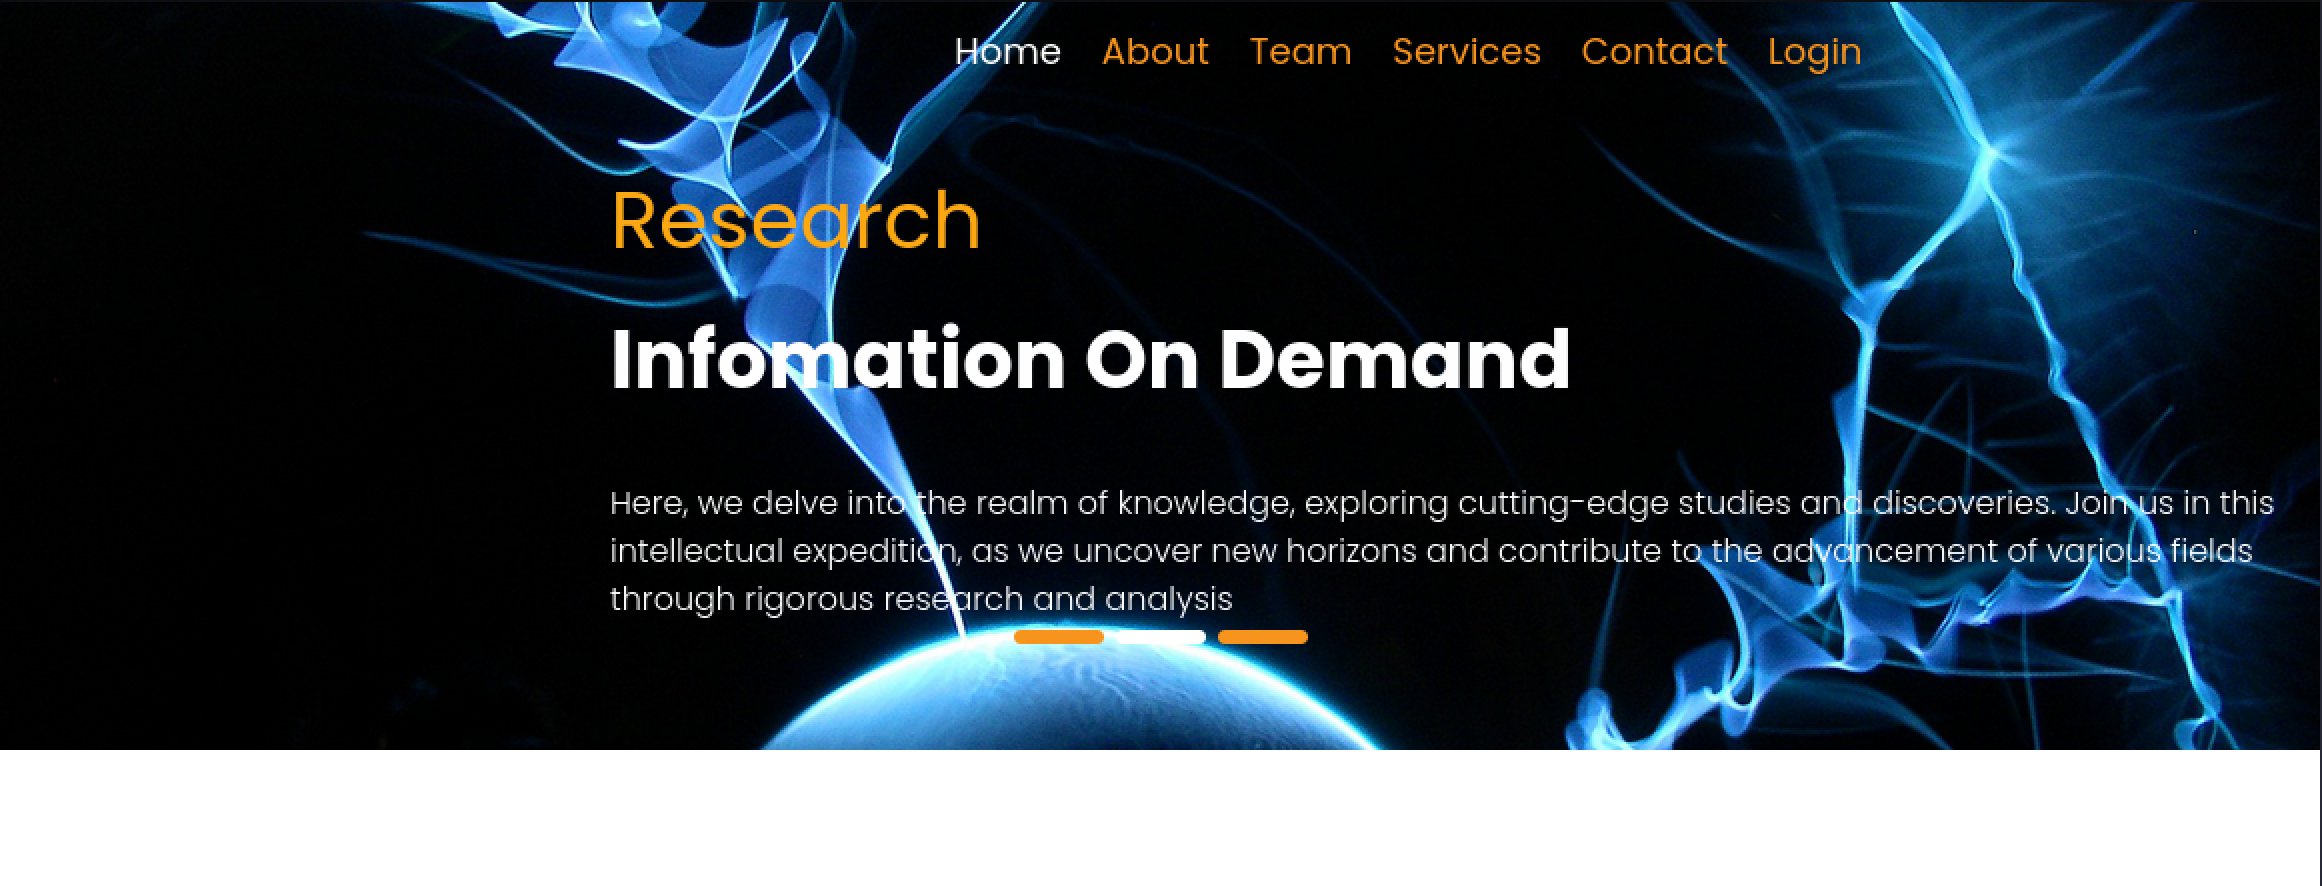 Home About Team Services Contact Login
Research
Infomation On Demand
Here, we delve into the realm of knowledge, exploring cutting-edge studies and discoveries. Join us in this
intellectual expedition, as we uncover new horizons and contribute to the advancement of various fields
through rigorous research and analysis